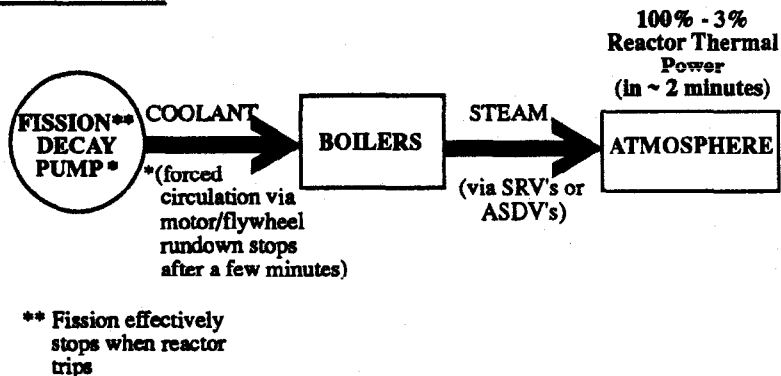 100% - 3%
Reactor Thermal
Power
(in ~ 2 minutes)
FISSION**
DECAY
PUMP*
COOLANT
*(forced
circulation via
motor/flywheel
rundown stops
after a few minutes)
BOILERS
STEAM
(via SRV's or
ASDV's)
ATMOSPHERE
** Fission effectively
stops when reactor
trips